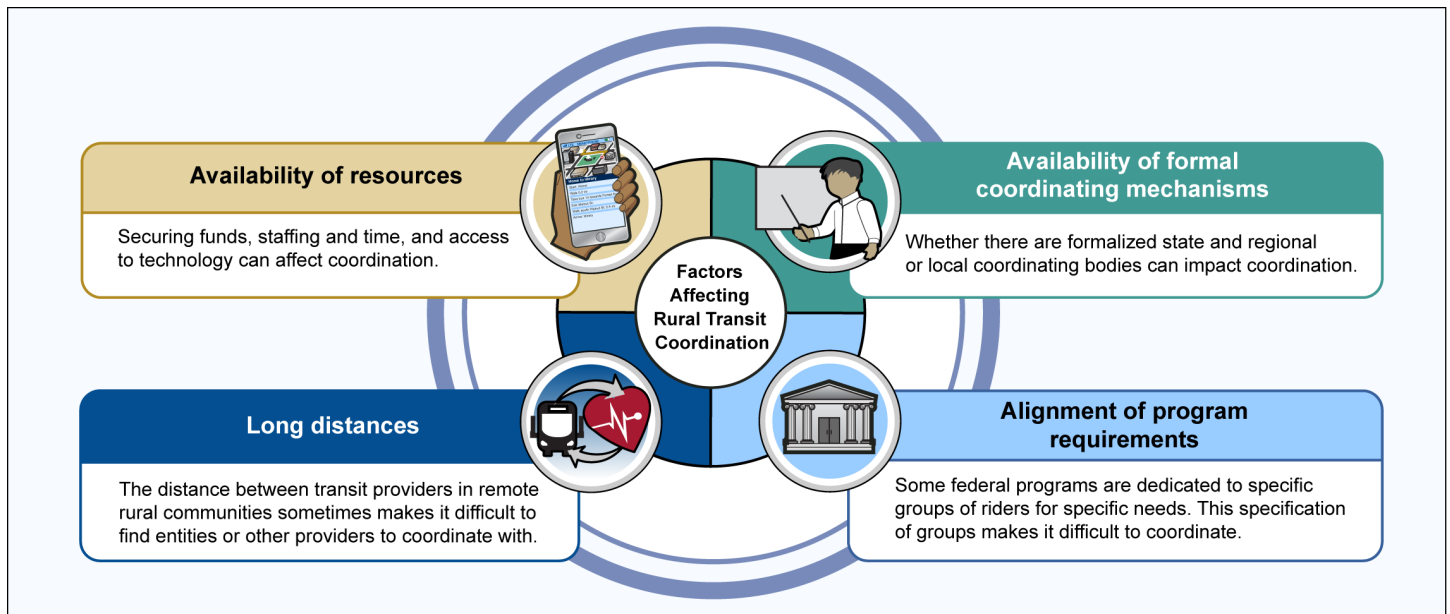 Availability of resources
Securing funds, staffing and time, and access
to technology can affect coordination.
Availability of formal
coordinating mechanisms
Whether there are formalized state and regional
or local coordinating bodies can impact coordination.
Factors
Affecting
Rural Transit
Coordination
Long distances
The distance between transit providers in remote
rural communities sometimes makes it difficult to
find entities or other providers to coordinate with.
Alignment of program
requirements
Some federal programs are dedicated to specific
groups of riders for specific needs. This specification
of groups makes it difficult to coordinate.